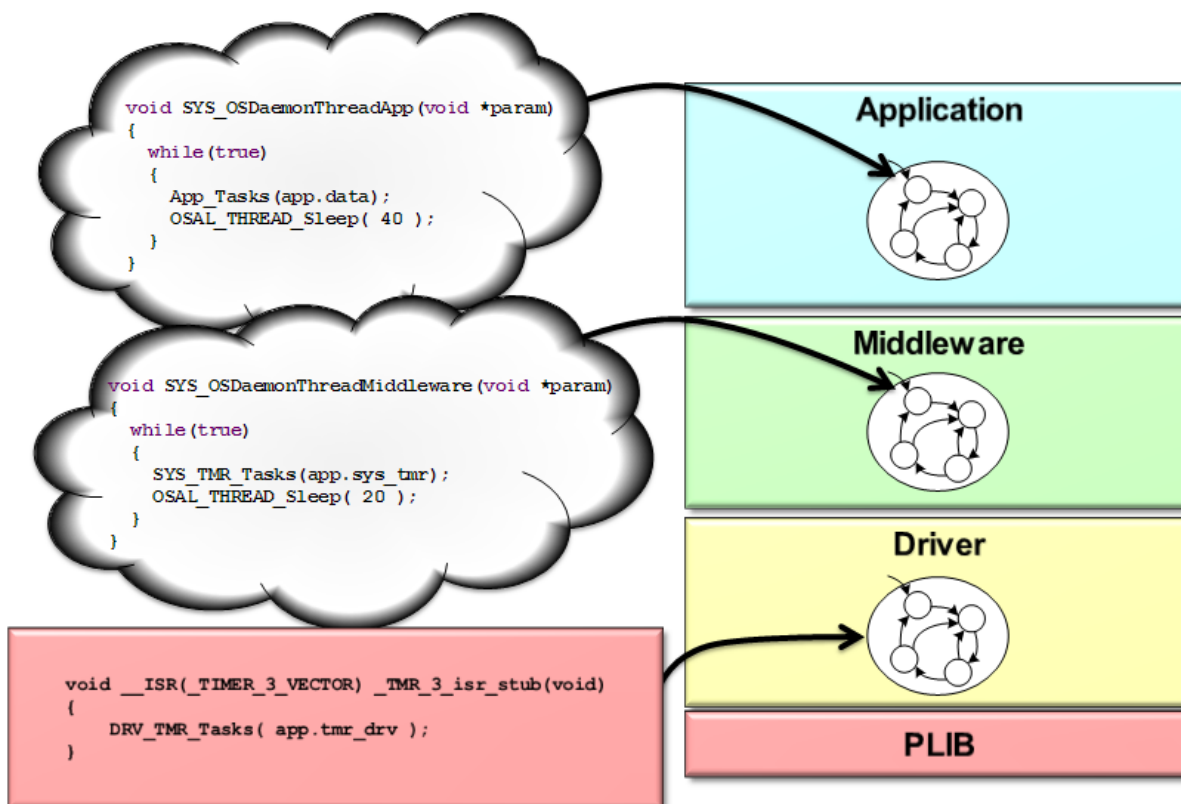 void SYS_OSDaemonThreadApp(void *param)
{
while(true)
{
App_Tasks(app.data);
OSAL_THREAD_Sleep( 40 );
}
}
void SYS_OSDaemonThreadMiddleware(void *param)
{
while(true)
{
SYS_TMR_Tasks(app.sys_tmr);
OSAL_THREAD_Sleep( 20 );
}
}
void __ISR(_TIMER_3_VECTOR) _TMR_3_isr_stub(void)
{
DRV_TMR_Tasks( app.tmr_drv );
}
Application
Middleware
Driver
PLIB